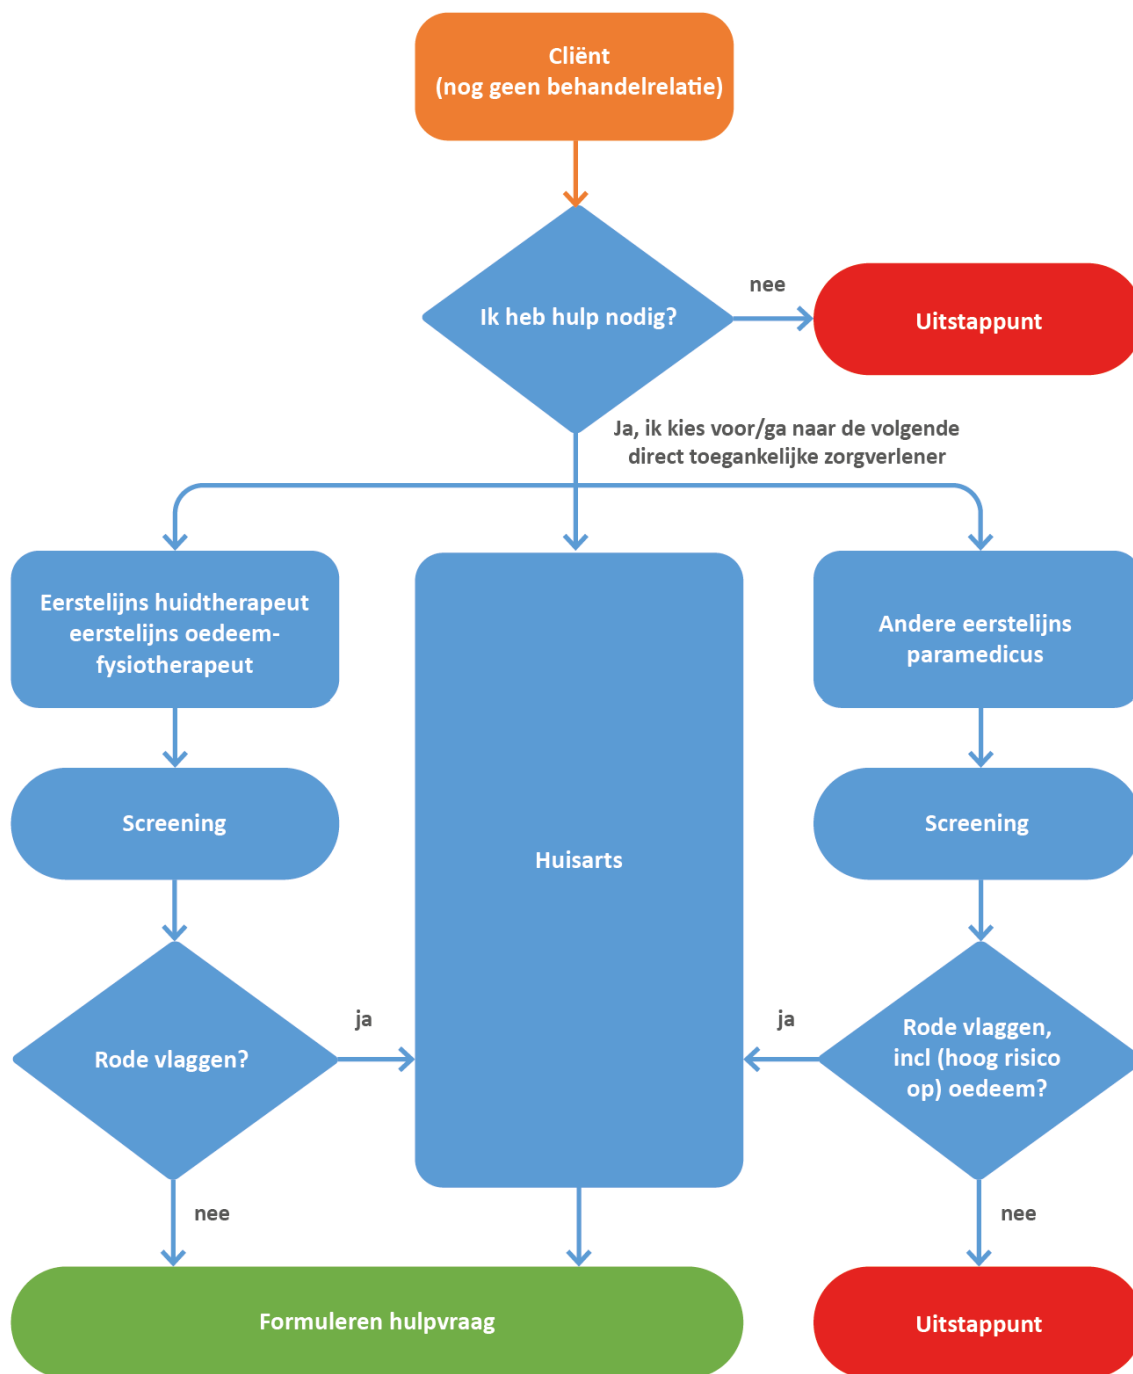 Cliënt
(nog geen behandelrelatie)
Ik heb hulp nodig?
nee
Uitstappunt
Ja, ik kies voor/ga naar de volgende
direct toegankelijke zorgverlener
Eerstelijns huidtherapeut
eerstelijns oedeem-
fysiotherapeut
Andere eerstelijns
paramedicus
Screening
Huisarts
Screening
Rode vlaggen?
ja
ja
Rode vlaggen,
incl (hoog risico
op) oedeem?
nee
nee
Formuleren hulpvraag
Uitstappunt